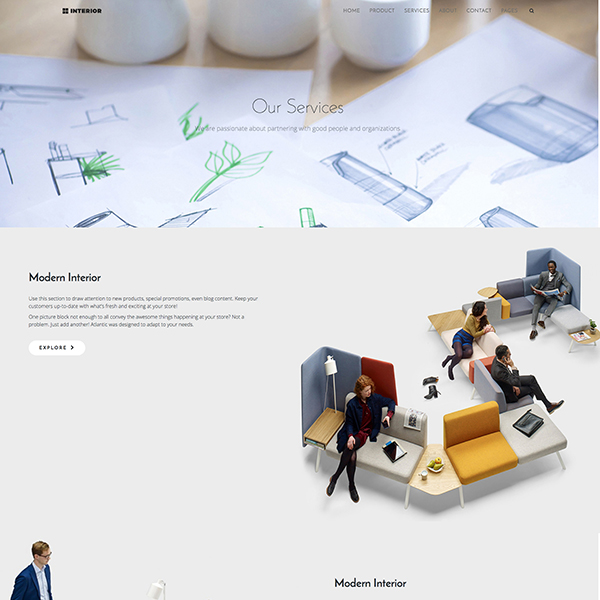 INTERIOR
HOME PRODUCT SERVICES ABOUT CONTACT PAGES
Our Services
We are passionate about partnering with good people and organizations
Modern Interior
Use this section to draw attention to new products, special promotions, even blog content. Keep your
customers up-to-date with what's fresh and exciting at your store!
One picture block not enough to all convey the awesome things happening at your store? Not a
problem. Just add another! Atlantic was designed to adapt to your needs.
EXPLORE
Modern Interior